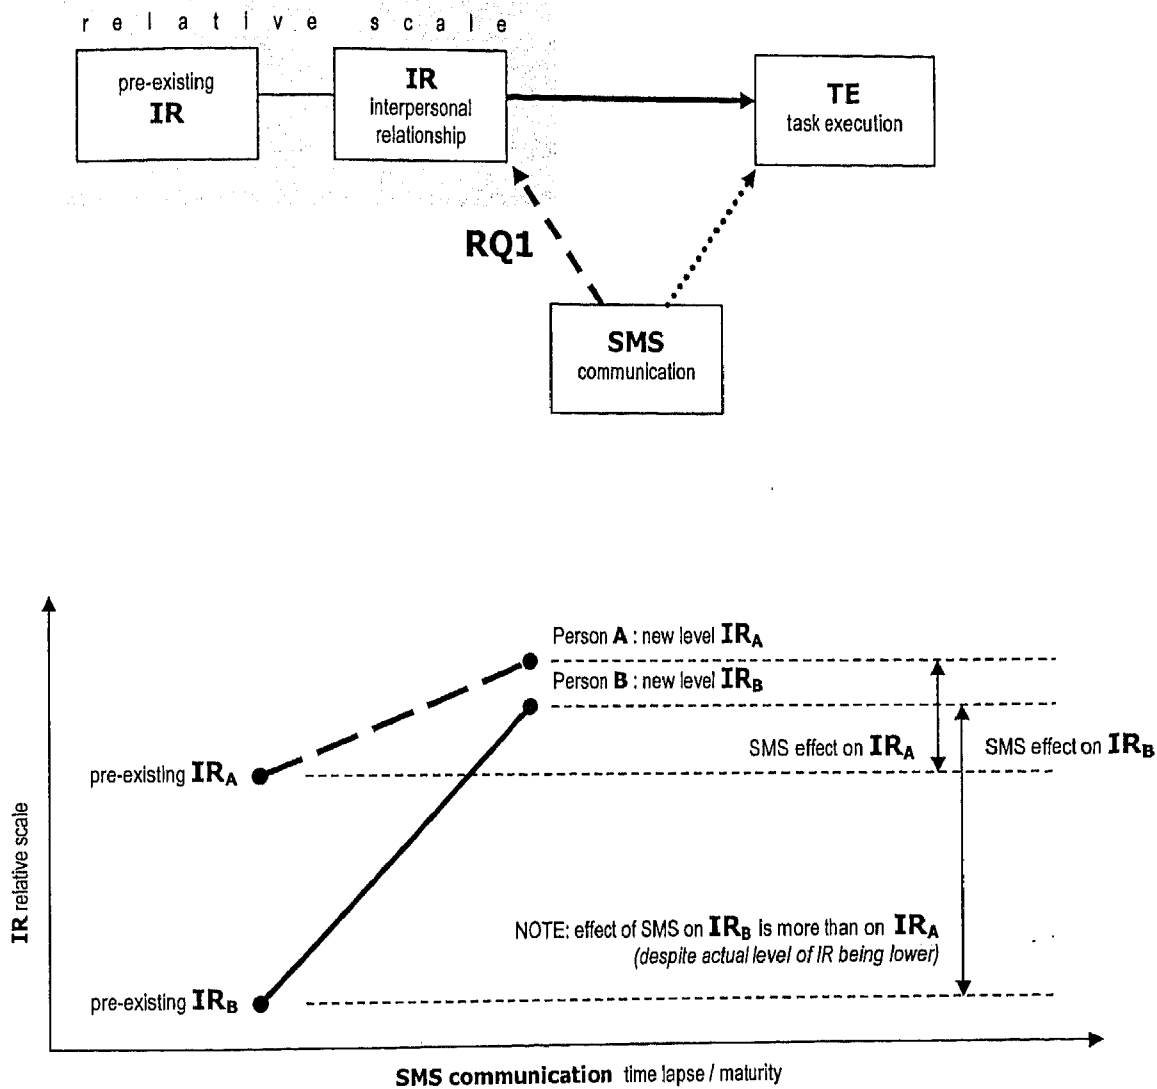 relative scale
pre-existing
IR
IR
interpersonal
relationship
TE
task execution
RQ1
SMS
communication
Person A : new level IRA
Person B : new level IRB
SMS effect on IRA
SMS effect on IRB
pre-existing IRA
IR relative scale
NOTE: effect of SMS on IRB is more than on IRA
(despite actual level of IR being lower)
pre-existing IRB
SMS communication time lapse / maturity